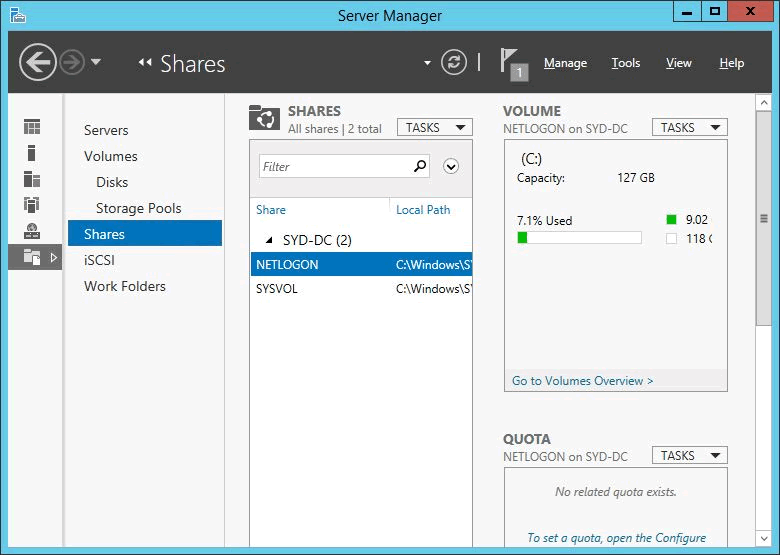 Server Manager
Shares
1
Manage Tools View Help
Servers
Volumes
Disks
Storage Pools
Shares
iSCSI
Work Folders
SHARES
All shares | 2 total
TASKS
Filter
Share Local Path
SYD-DC (2)
NETLOGON C:\Windows\S
SYSVOL C:\Windows\S
VOLUME
NETLOGON on SYD-DC
TASKS
(C:)
Capacity: 127 GB
7.1% Used
9.02
118
Go to Volumes Overview >
QUOTA
NETLOGON on SYD-DC
TASKS
No related quota exists.
To set a quota, open the Configure